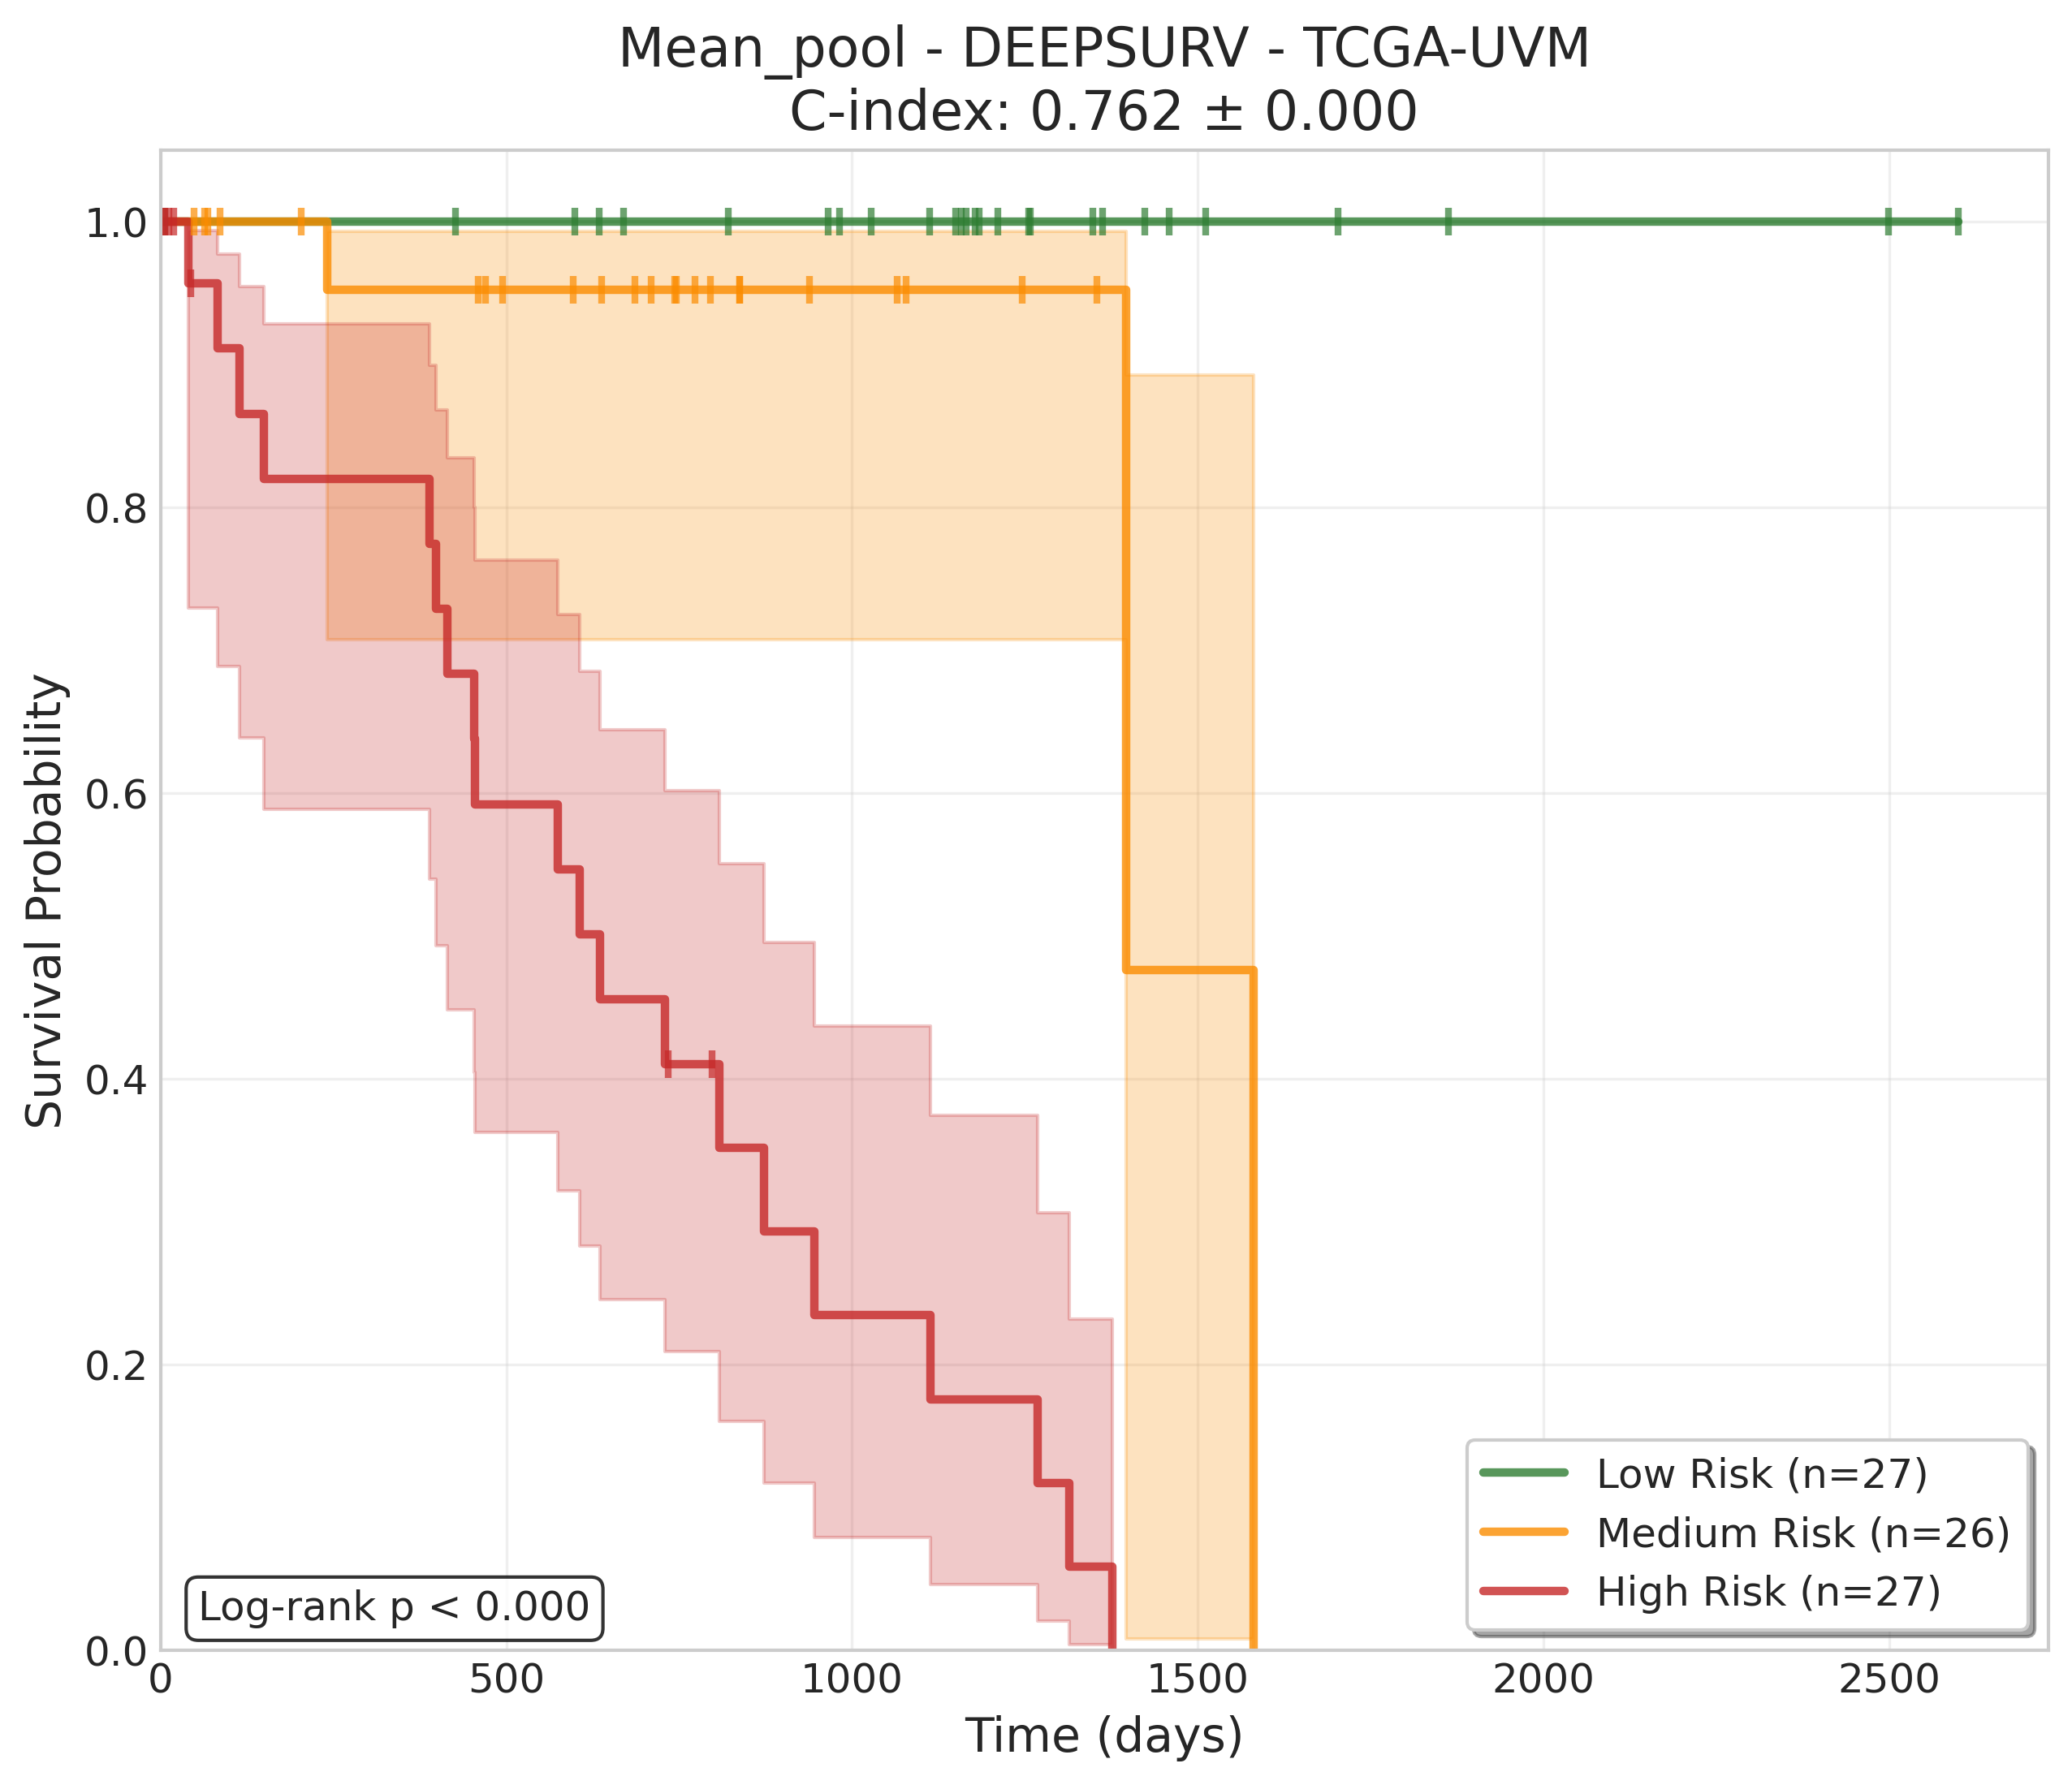 Mean_pool - DEEPSURV - TCGA-UVM
C-index: 0.762 ± 0.000
Survival Probability
1.0
0.8
0.6
0.4
0.2
0.0
Log-rank p < 0.000
Low Risk (n=27)
Medium Risk (n=26)
High Risk (n=27)
0 500 1000 1500 2000 2500
Time (days)